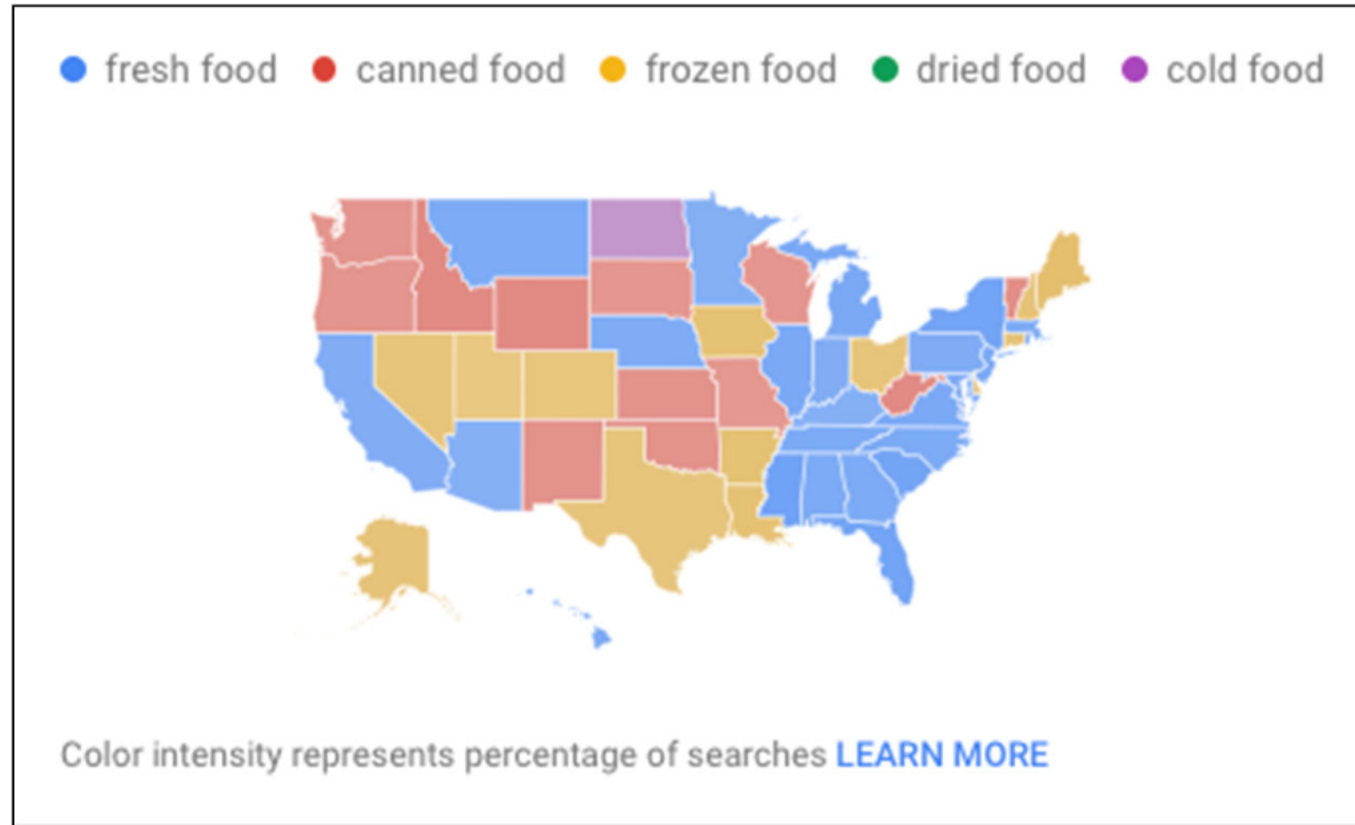 fresh food canned food frozen food dried food cold food
Color intensity represents percentage of searches LEARN MORE